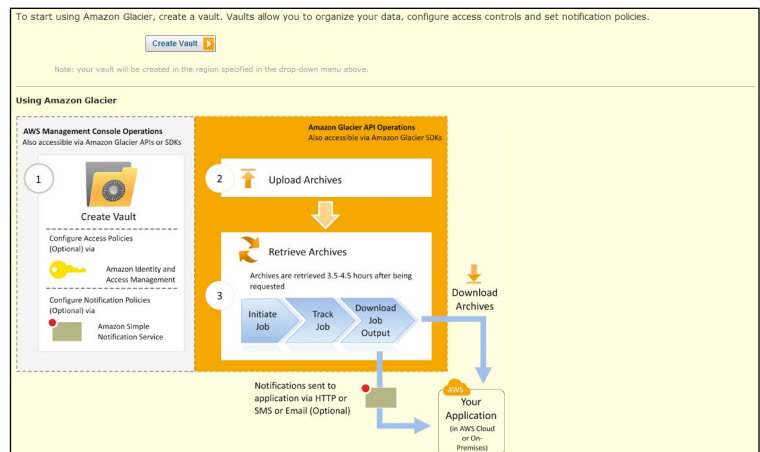 To start using Amazon Glacier, create a vault. Vaults allow you to organize your data, configure access controls and set notification policies.
Create Vault
Note: your vault will be created in the region specified in the drop-down menu above.
Using Amazon Glacier
AWS Management Console Operations
Also accessible via Amazon Glacier APIs or SDKs
1
Create Vault
Configure Access Policies
(Optional) via
Amazon Identity and
Access Management
Configure Notification Policies
(Optional) via
Amazon Simple
Notification Service
Amazon Glacier API Operations
Also accessible via Amazon Glacier SDKs
2
Upload Archives
Retrieve Archives
Archives are retrieved 3.5-4.5 hours after being
requested
3
Initiate
Job
Track
Job
Download
Job
Output
Download
Archives
Notifications sent to
application via HTTP or
SMS or Email (Optional)
AWS
Your
Application
(in AWS Cloud
or On-
Premises)